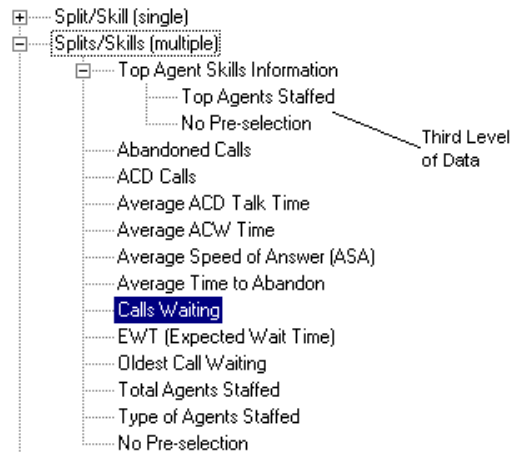 Split/Skill (single)
Splits/Skills (multiple)
Top Agent Skills Information
Top Agents Staffed
No Pre-selection
Third Level
of Data
Abandoned Calls
ACD Calls
Average ACD Talk Time
Average ACW Time
Average Speed of Answer (ASA)
Average Time to Abandon
Calls Waiting
EWT (Expected Wait Time)
Oldest Call Waiting
Total Agents Staffed
Type of Agents Staffed
No Pre-selection